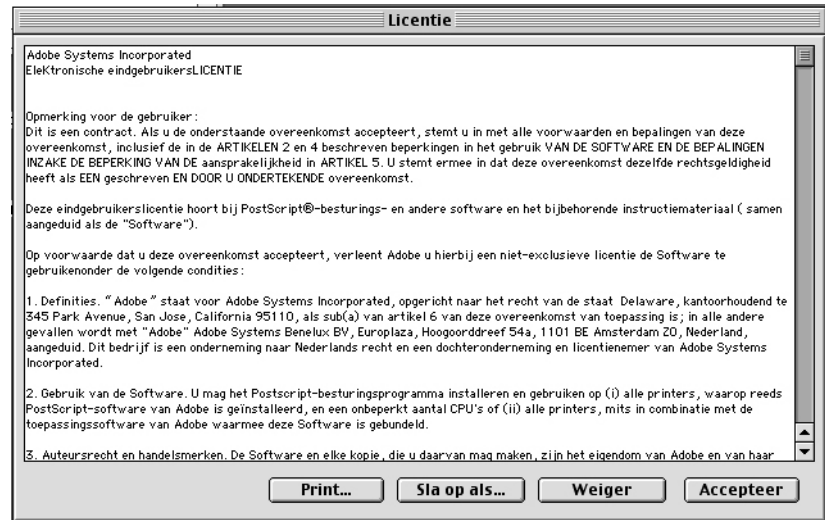 Licentie
Adobe Systems Incorporated
EleKtronische eindgebruikersLICENTIE
Opmerking voor de gebruiker:
Dit is een contract. Als u de onderstaande overeenkomst accepteert, stemt u in met alle voorwaarden en bepalingen van deze
overeenkomst, inclusief de in de ARTIKELEN 2 en 4 beschreven beperkingen in het gebruik VAN DE SOFTWARE EN DE BEPALINGEN
INZAKE DE BEPERKING VAN DE aansprakelijkheid in ARTIKEL 5. U stemt ermee in dat deze overeenkomst dezelfde rechtsgeldigheid
heeft als EEN geschreven EN DOOR U ONDERTEKENDE overeenkomst.
Deze eindgebruikerslicentie hoort bij PostScript®-besturings- en andere software en het bijbehorende instructiemateriaal ( samen
aangeduid als de "Software").
Op voorwaarde dat u deze overeenkomst accepteert, verleent Adobe u hierbij een niet-exclusieve licentie de Software te
gebruikenonder de volgende condities:
1. Definities. "Adobe" staat voor Adobe Systems Incorporated, opgericht naar het recht van de staat Delaware, kantoorhoudend te
345 Park Avenue, San Jose, California 95110, als sub(a) van artikel 6 van deze overeenkomst van toepassing is; in alle andere
gevallen wordt met "Adobe" Adobe Systems Benelux BV, Europlaza, Hoogoorddreef 54a, 1101 BE Amsterdam ZO, Nederland,
aangeduid. Dit bedrijf is een onderneming naar Nederlands recht en een dochteronderneming en licentienemer van Adobe Systems
Incorporated.
2. Gebruik van de Software. U mag het Postscript-besturingsprogramma installeren en gebruiken op (i) alle printers, waarop reeds
PostScript-software van Adobe is geïnstalleerd, en een onbeperkt aantal CPU's of (ii) alle printers, mits in combinatie met de
toepassingssoftware van Adobe waarmee deze Software is gebundeld.
3. Auteursrecht en handelsmerken. De Software en elke kopie, die u daarvan mag maken, zijn het eigendom van Adobe en van haar
Print... Sla op als... Weiger Accepteer